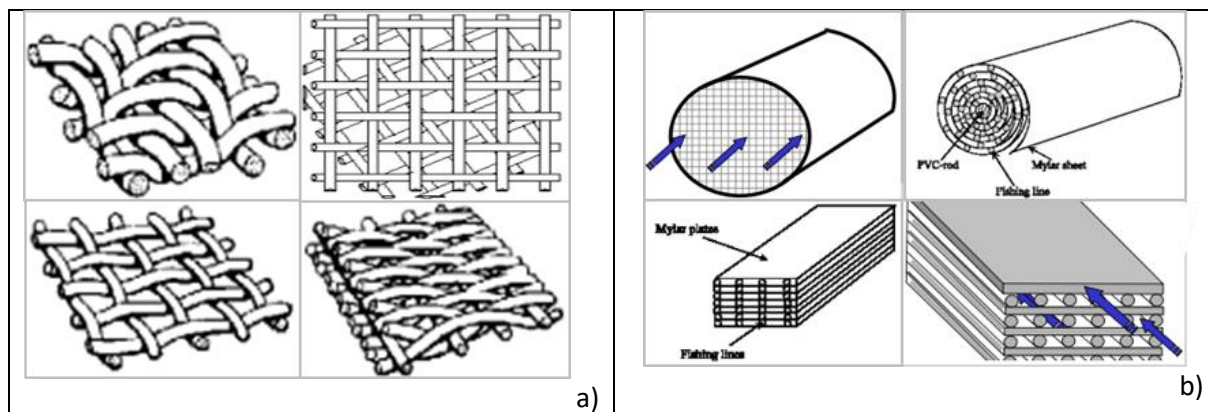 PVC-rod
Mylar sheet
Fishing line
Mylar plates
Fishing lines
a)
b)